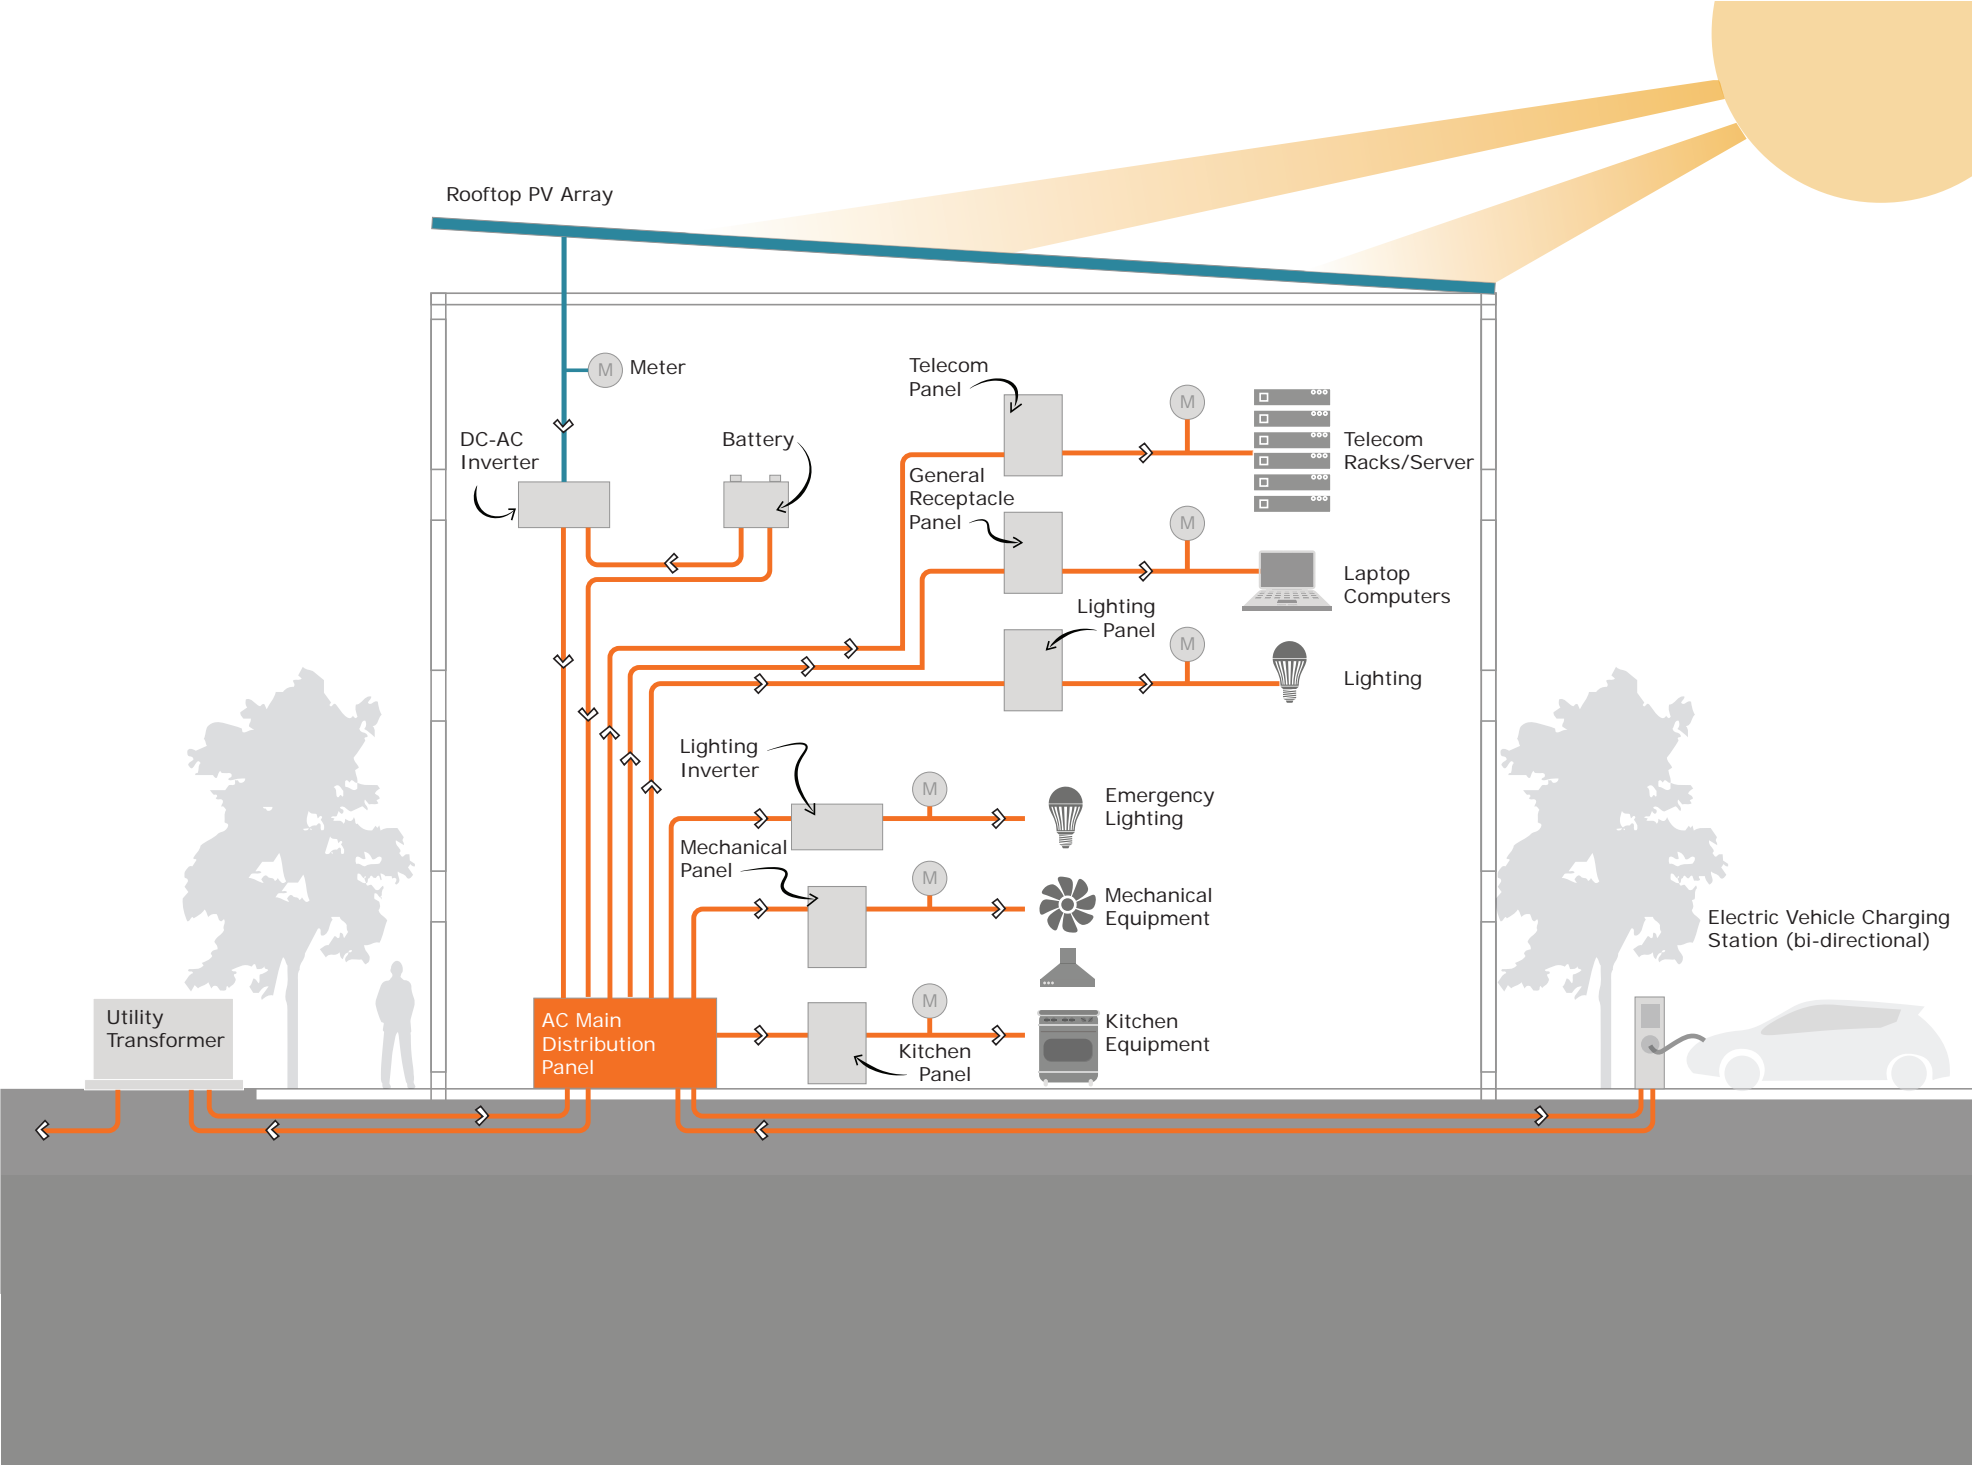 Rooftop PV Array
M
Meter
DC-AC
Inverter
Battery
Telecom
Panel
M
Telecom
Racks/Server
General
Receptacle
Panel
M
Laptop
Computers
Lighting
Panel
M
Lighting
Lighting
Inverter
M
Emergency
Lighting
Mechanical
Panel
M
Mechanical
Equipment
Electric Vehicle Charging
Station (bi-directional)
Utility
Transformer
AC Main
Distribution
Panel
M
Kitchen
Panel
Kitchen
Equipment